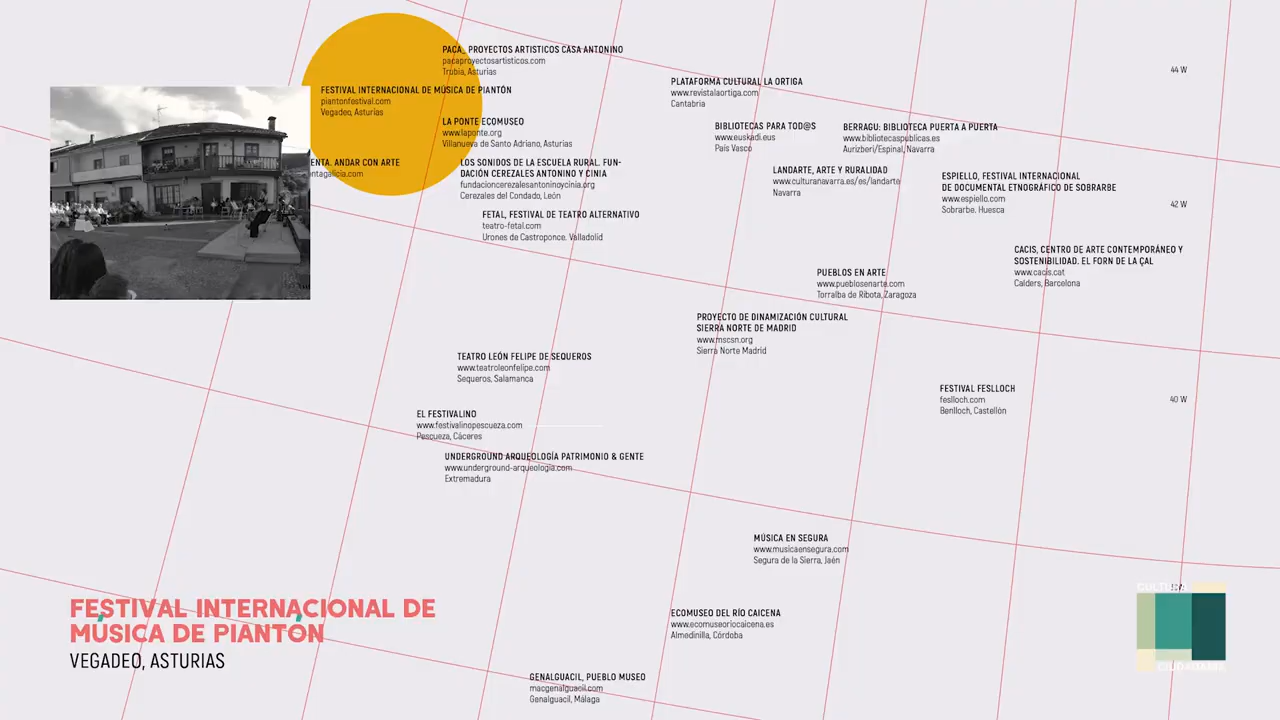 PACA_ PROYECTOS ARTISTICOS CASA ANTONINO
pacaproyectosartisticos.com
Trubia, Asturias
FESTIVAL INTERNACIONAL DE MÚSICA DE PIANTÓN
piantonfestival.com
Vegadeo, Asturias
LA PONTE ECOMUSEO
www.laponte.org
Villanueva de Santo Adriano, Asturias
ENTA. ANDAR CON ARTE
ntagalicia.com
LOS SONIDOS DE LA ESCUELA RURAL. FUN-
DACIÓN CEREZALES ANTONINO Y CINIA
fundacioncerezalesantoninoycinia.org
Cerezales del Condado, León
FETAL, FESTIVAL DE TEATRO ALTERNATIVO
teatro-fetal.com
Urones de Castroponce. Valladolid
PLATAFORMA CULTURAL LA ORTIGA
www.revistalaortiga.com
Cantabria
BIBLIOTECAS PARA TOD@S
www.euskadi.eus
País Vasco
BERRAGU: BIBLIOTECA PUERTA A PUERTA
www.bibliotecaspublicas.es
Aurizberri/Espinal, Navarra
LANDARTE, ARTE Y RURALIDAD
www.culturanavarra.es/es/landarte
Navarra
ESPIELLO, FESTIVAL INTERNACIONAL
DE DOCUMENTAL ETNOGRÁFICO DE SOBRARBE
www.espiello.com
Sobrarbe. Huesca
CACIS, CENTRO DE ARTE CONTEMPORÁNEO Y
SOSTENIBILIDAD. EL FORN DE LA ÇAL
www.cacis.cat
Calders, Barcelona
PUEBLOS EN ARTE
www.pueblosenarte.com
Torralba de Ribota, Zaragoza
PROYECTO DE DINAMIZACIÓN CULTURAL
SIERRA NORTE DE MADRID
www.mscsn.org
Sierra Norte Madrid
TEATRO LEÓN FELIPE DE SEQUEROS
www.teatroleonfelipe.com
Sequeros, Salamanca
EL FESTIVALINO
www.festivalinopescueza.com
Pescueza, Cáceres
UNDERGROUND ARQUEOLOGÍA PATRIMONIO & GENTE
www.underground-arqueologia.com
Extremadura
FESTIVAL FESLLOCH
feslloch.com
Benlloch, Castellòn
MÚSICA EN SEGURA
www.musicaensegura.com
Segura de la Sierra, Jaén
ECOMUSEO DEL RÍO CAICENA
www.ecomuseoriocaicena.es
Almedinilla, Córdoba
GENALGUACIL, PUEBLO MUSEO
macgenalguacil.com
Genalguacil, Málaga
44 W
42 W
40 W
FESTIVAL INTERNACIONAL DE
MÚSICA DE PIANTÓN
VEGADEO, ASTURIAS